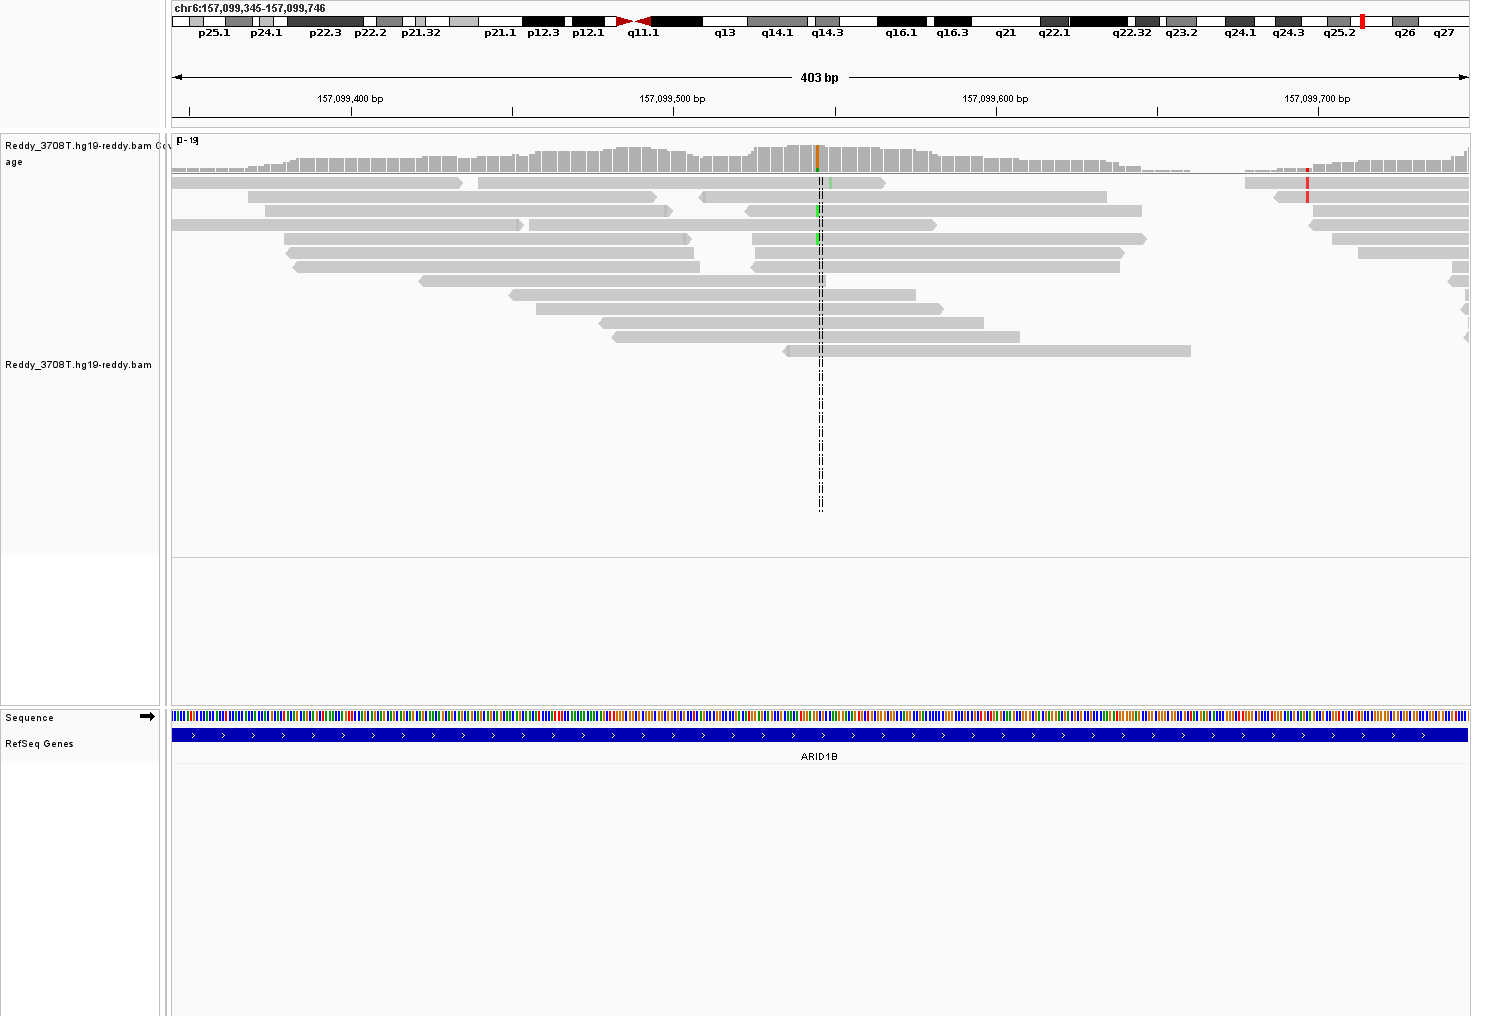 chr6:157,099,345-157,099,746
p25.1 p24.1 p22.3 p22.2 p21.32 p21.1 p12.3 p12.1 q11.1 q13 q14.1 q14.3 q16.1 q16.3 q21 q22.1 q22.32 q23.2 q24.1 q24.3 q25.2 q26 q27
403 bp
157,099,400 bp 157,099,500 bp 157,099,600 bp 157,099,700 bp
[0 - 19]
Reddy_3708T.hg19-reddy.bam Cov
age
Reddy_3708T.hg19-reddy.bam
Sequence
RefSeq Genes
ARID1B